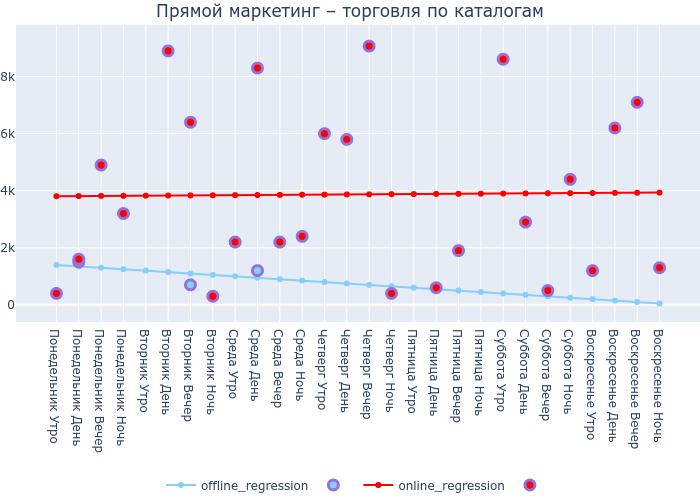 Прямой маркетинг – торговля по каталогам
8k
6k
4k
2k
0
Понедельник Утро
Понедельник День
Понедельник Вечер
Понедельник Ночь
Вторник Утро
Вторник День
Вторник Вечер
Вторник Ночь
Среда Утро
Среда День
Среда Вечер
Среда Ночь
Четверг Утро
Четверг День
Четверг Вечер
Четверг Ночь
Пятница Утро
Пятница День
Пятница Вечер
Пятница Ночь
Суббота Утро
Суббота День
Суббота Вечер
Суббота Ночь
Воскресенье Утро
Воскресенье День
Воскресенье Вечер
Воскресенье Ночь
offline_regression
online_regression